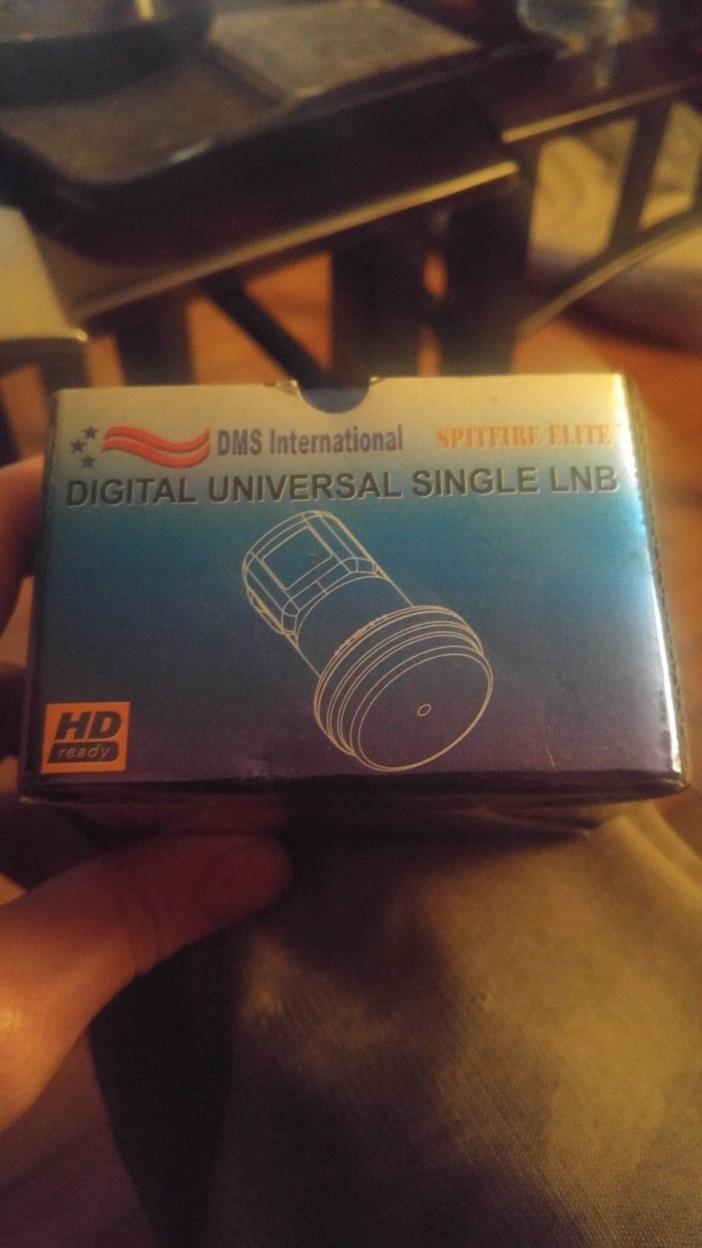 DMS International SPITFIRE ELITE
DIGITAL UNIVERSAL SINGLE LNB
HD
ready